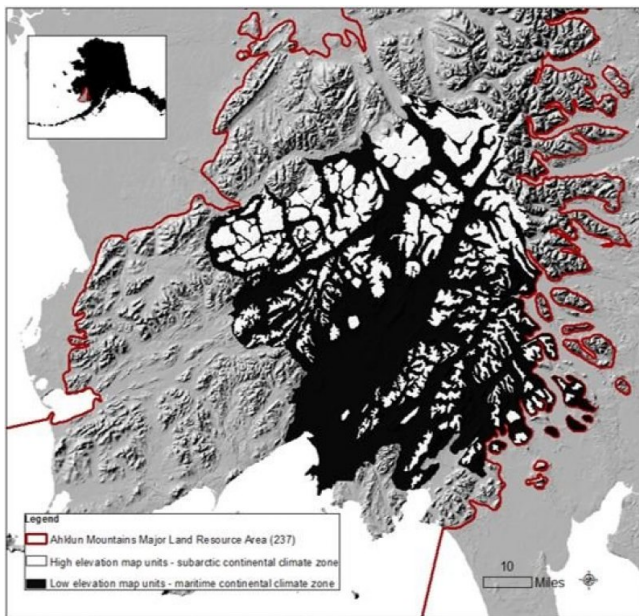 Legend
Ahklun Mountains Major Land Resource Area (237)
High elevation map units - subarctic continental climate zone
Low elevation map units - maritime continental climate zone
10
Miles